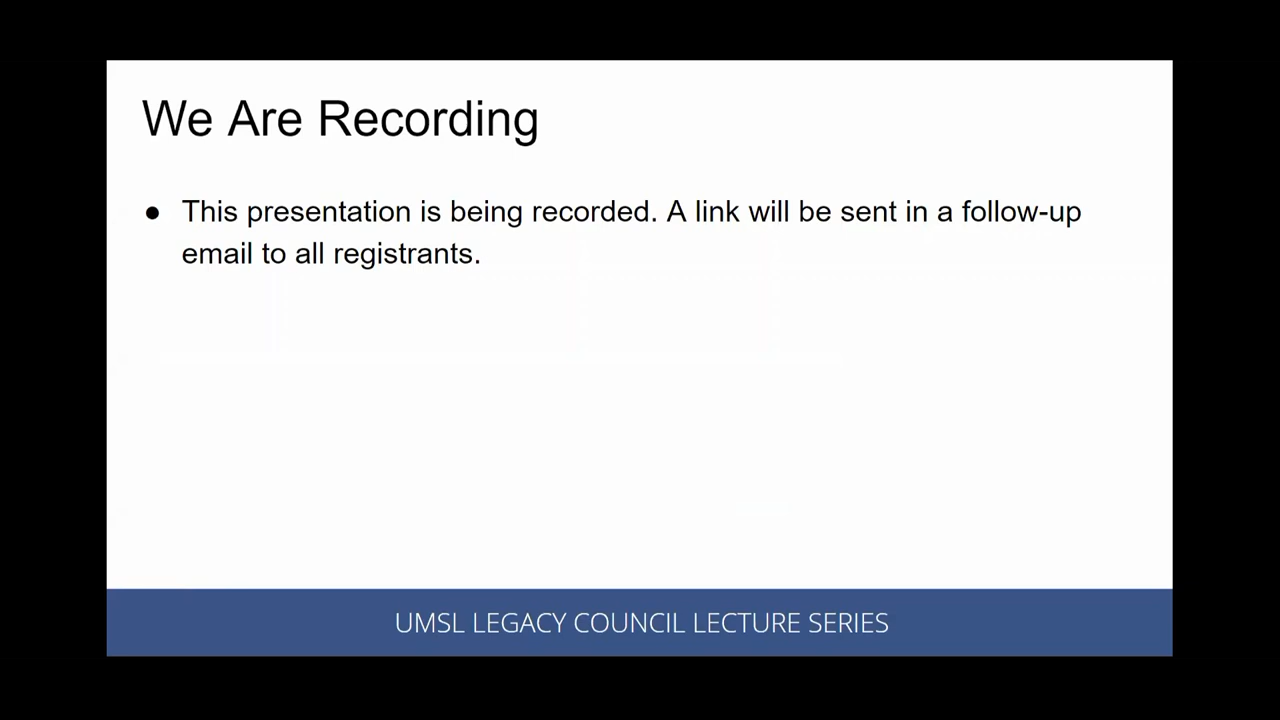 We Are Recording
● This presentation is being recorded. A link will be sent in a follow-up
email to all registrants.
UMSL LEGACY COUNCIL LECTURE SERIES